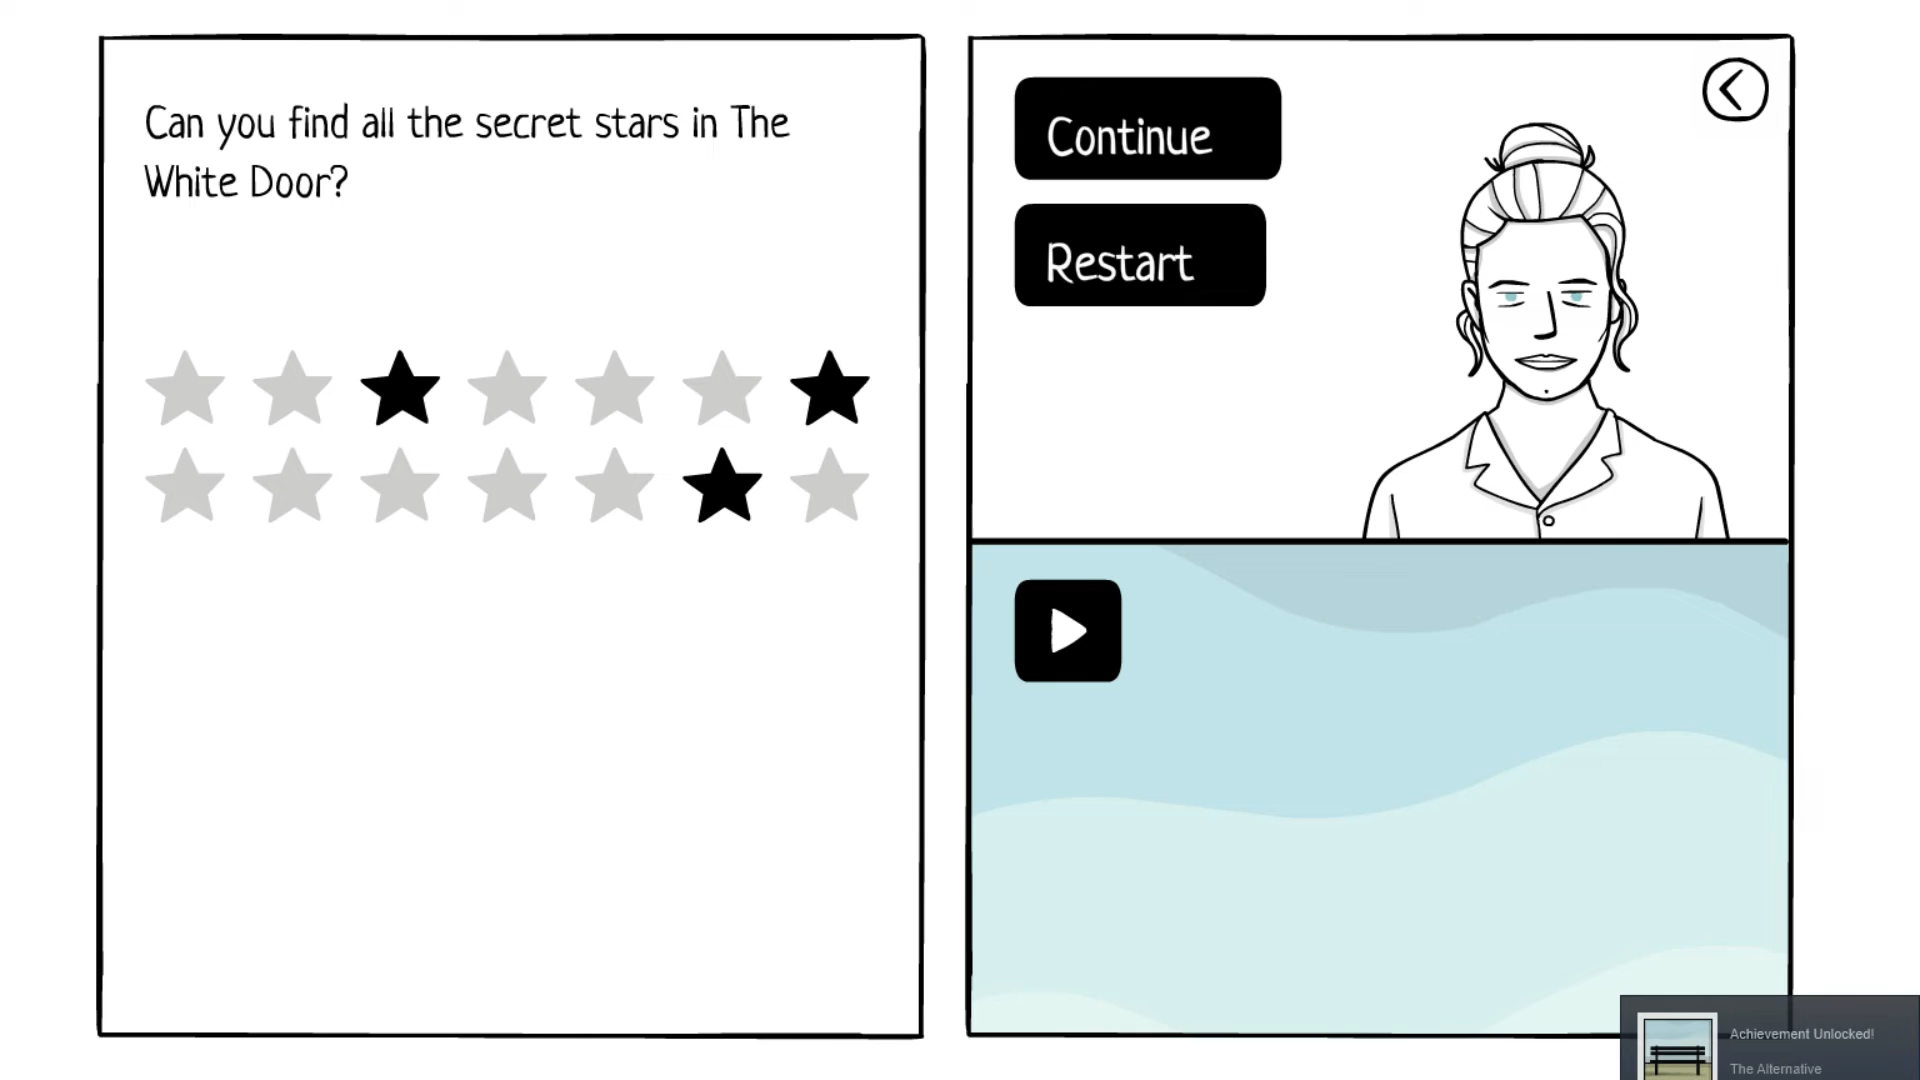 Can you find all the secret stars in The
White Door?
Continue
Restart
Achievement Unlocked!
The Alternative